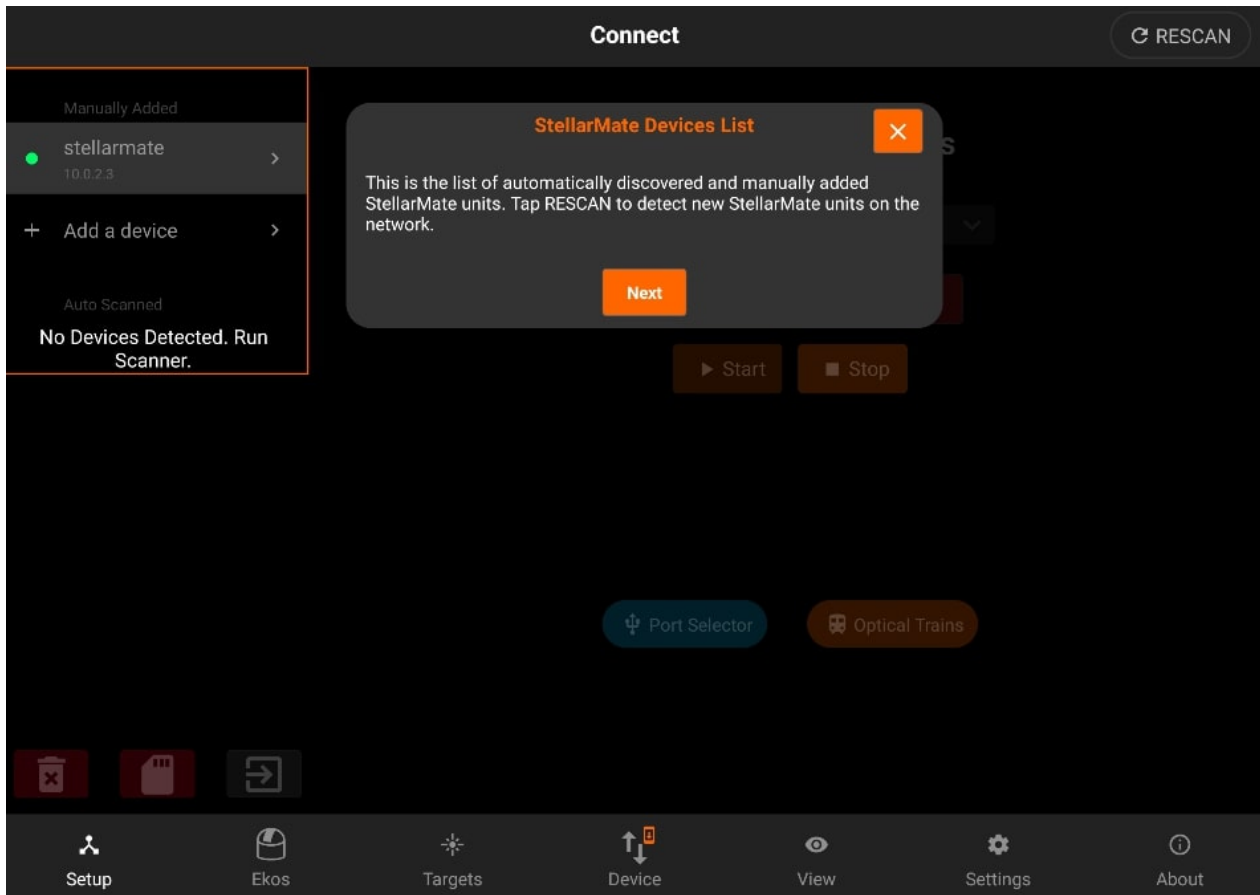 Connect
RESCAN
Manually Added
stellarmate
10.0.2.3
Add a device
Auto Scanned
No Devices Detected. Run
Scanner.
StellarMate Devices List
This is the list of automatically discovered and manually added
StellarMate units. Tap RESCAN to detect new StellarMate units on the
network.
Next
s
Start
Stop
Port Selector
Optical Trains
Setup
Ekos
Targets
Device
View
Settings
About